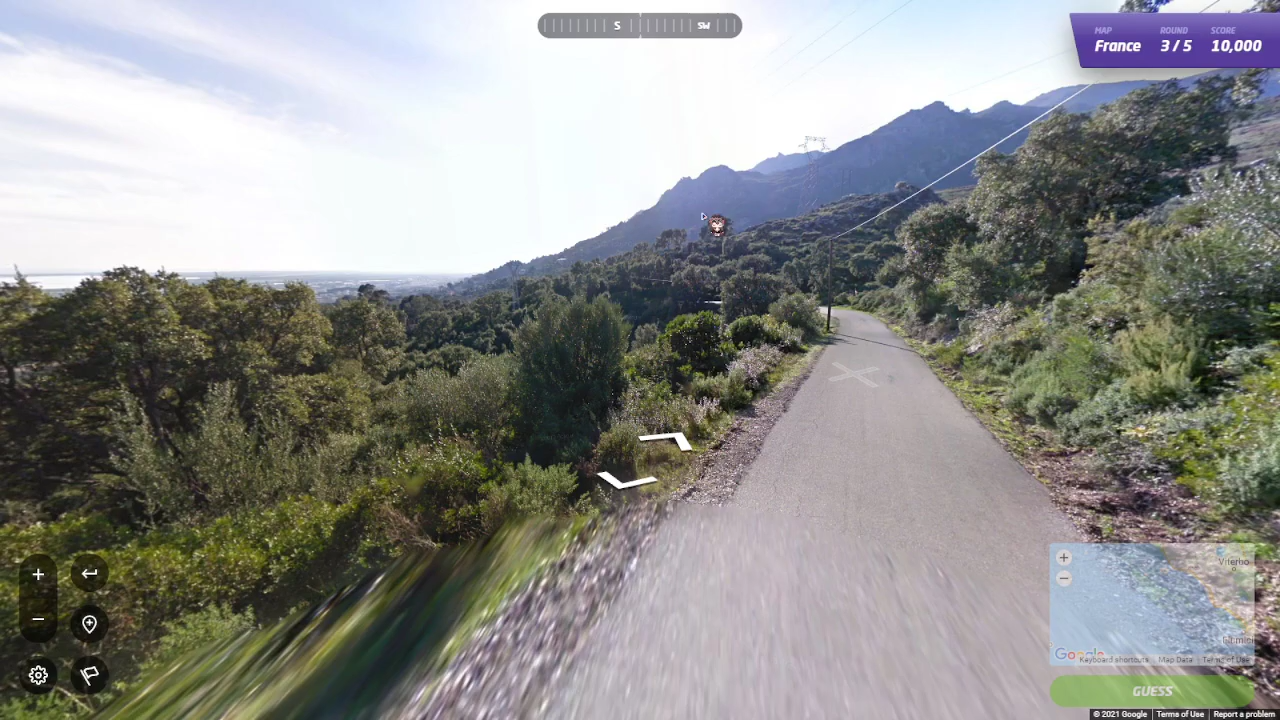 S
SW
MAP
France
ROUND
3 / 5
SCORE
10,000
Viterbo
Google
Keyboard shortcuts
Map Data
Terms of Use
GUESS
© 2021 Google
Terms of Use
Report a problem